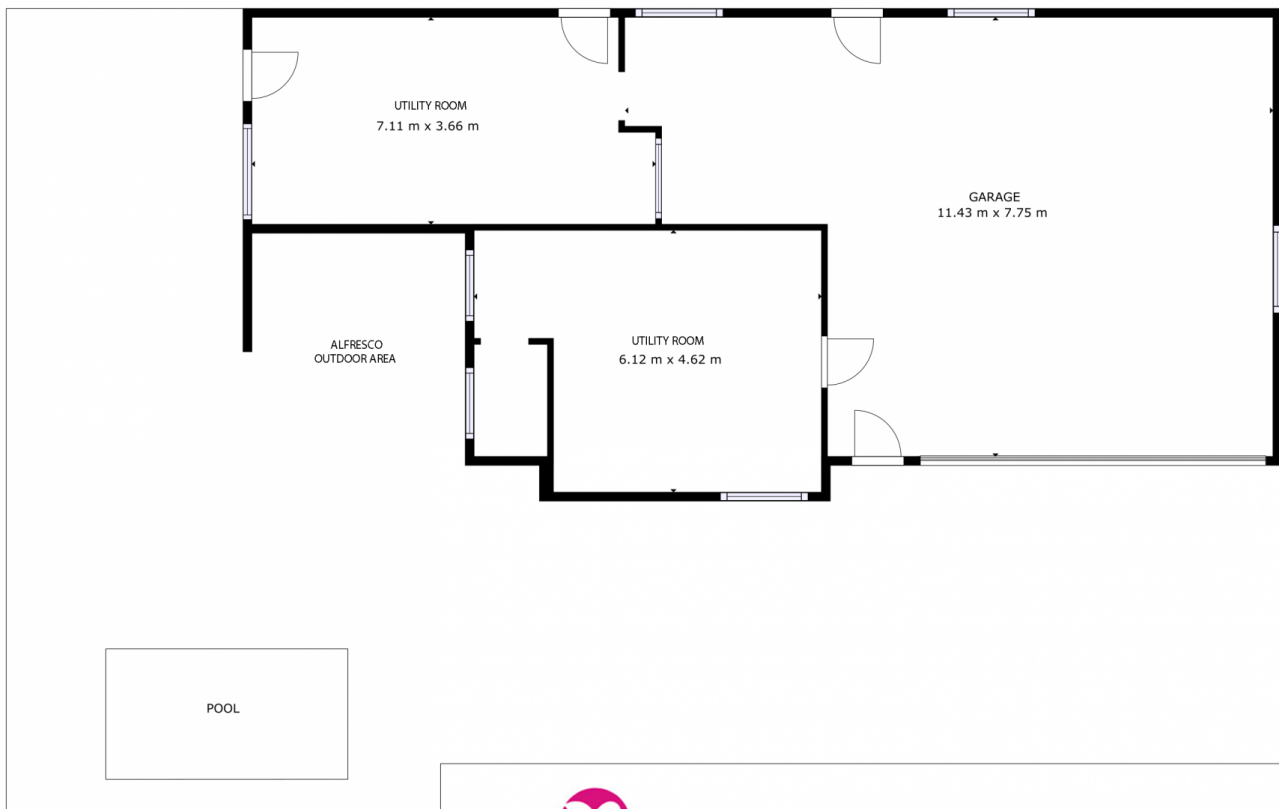 UTILITY ROOM
7.11 m x 3.66 m
GARAGE
11.43 m x 7.75 m
ALFRESCO
OUTDOOR AREA
UTILITY ROOM
6.12 m x 4.62 m
POOL